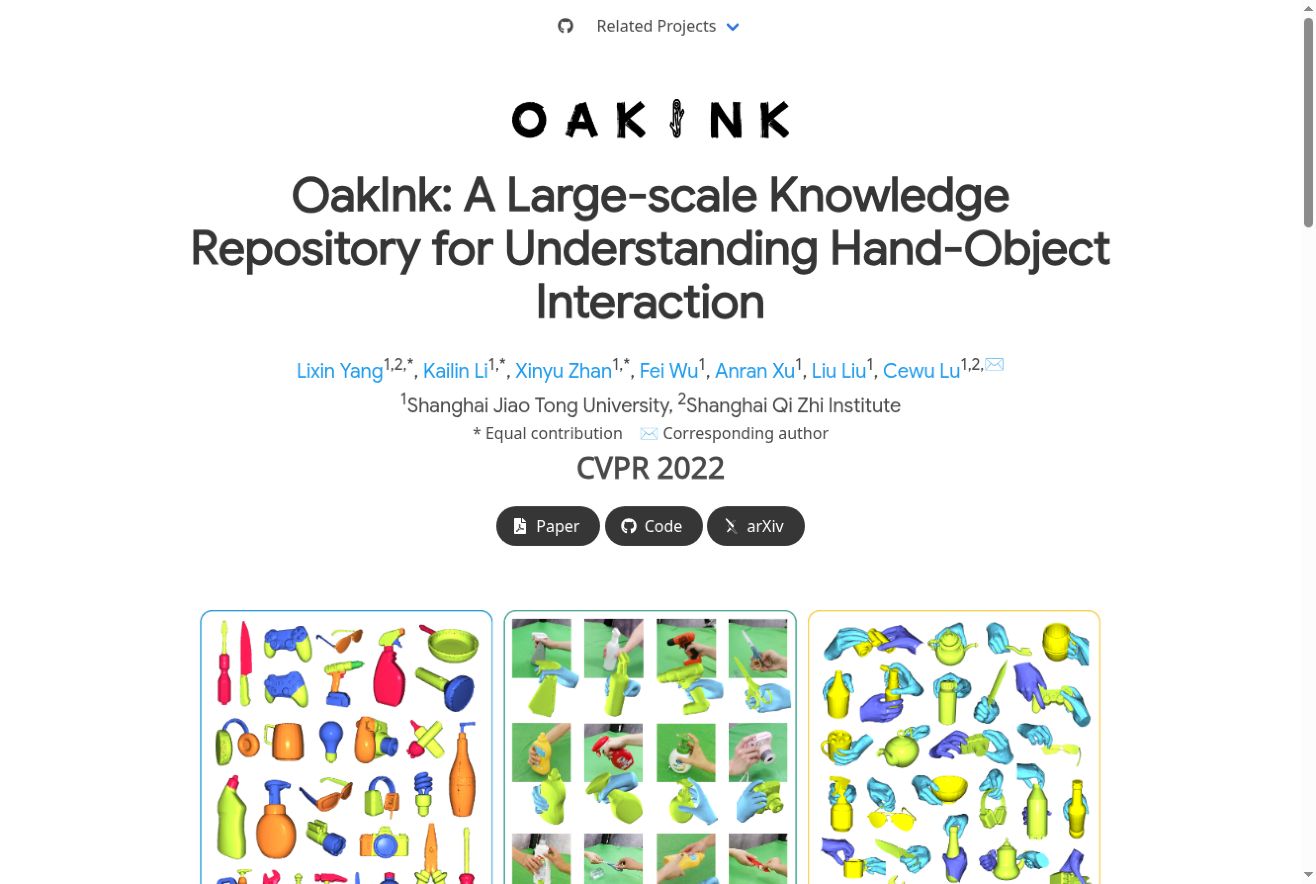 Related Projects
OAKINK
OakInk: A Large-scale Knowledge
Repository for Understanding Hand-Object
Interaction
Lixin Yang1,2,*, Kailin Li1,*, Xinyu Zhan1,*, Fei Wu1, Anran Xu1, Liu Liu1, Cewu Lu1,2,✉️
1Shanghai Jiao Tong University, 2Shanghai Qi Zhi Institute
* Equal contribution ✉️ Corresponding author
CVPR 2022
Paper Code arXiv